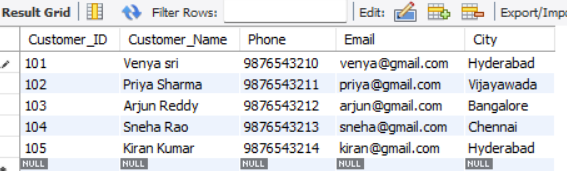 Result Grid Filter Rows: Edit: Export/Impo
Customer_ID Customer_Name Phone Email City
101 Venya sri 9876543210 venya@gmail.com Hyderabad
102 Priya Sharma 9876543211 priya@gmail.com Vijayawada
103 Arjun Reddy 9876543212 arjun@gmail.com Bangalore
104 Sneha Rao 9876543213 sneha@gmail.com Chennai
105 Kiran Kumar 9876543214 kiran@gmail.com Hyderabad
NULL NULL NULL NULL NULL